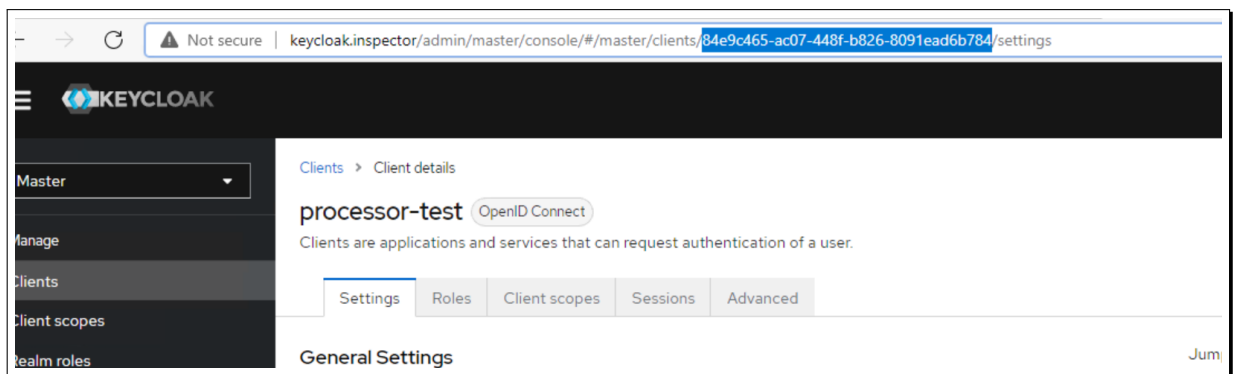 Not secure keycloak.inspector/admin/master/console/#/master/clients/84e9c465-ac07-448f-b826-8091ead6b784/settings
KEYCLOAK
Master
Manage
Clients
Client scopes
Realm roles
Clients > Client details
processor-test OpenID Connect
Clients are applications and services that can request authentication of a user.
Settings Roles Client scopes Sessions Advanced
General Settings
Jum